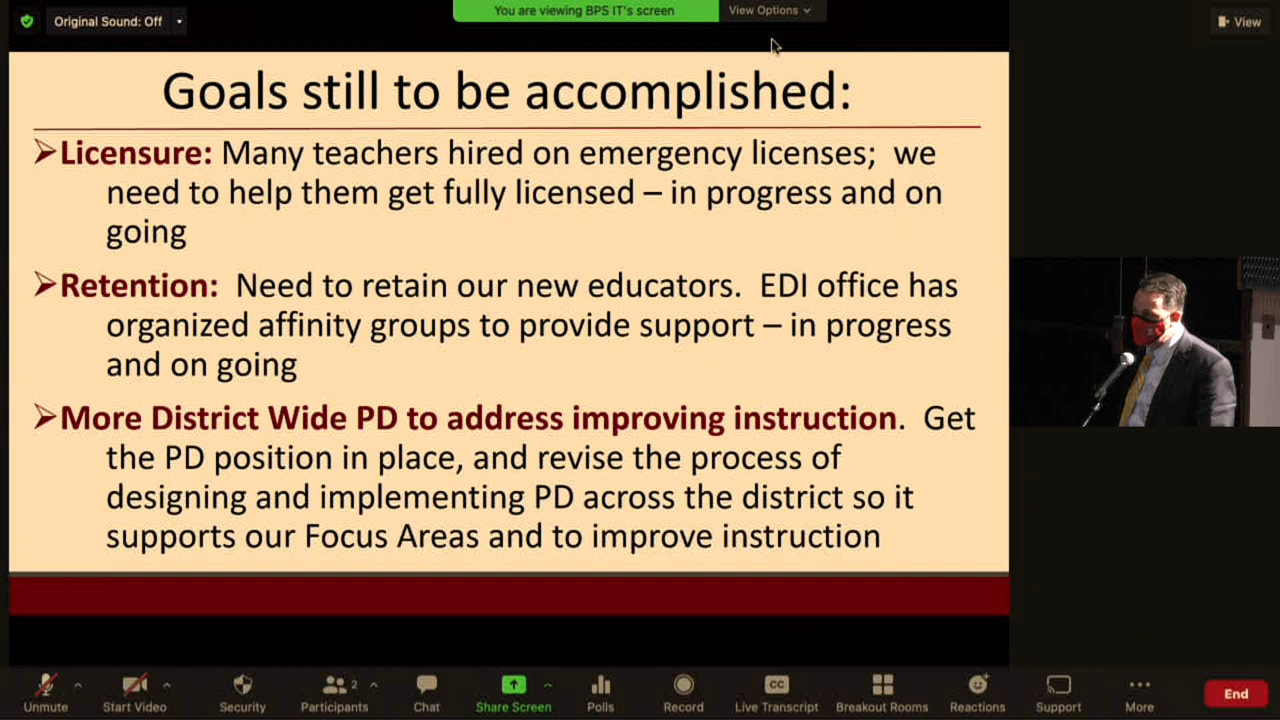 Original Sound: Off
You are viewing BPS IT's screen
View Options
View
Goals still to be accomplished:
Licensure: Many teachers hired on emergency licenses; we
need to help them get fully licensed – in progress and on
going
Retention: Need to retain our new educators. EDI office has
organized affinity groups to provide support – in progress
and on going
More District Wide PD to address improving instruction. Get
the PD position in place, and revise the process of
designing and implementing PD across the district so it
supports our Focus Areas and to improve instruction
Unmute
Start Video
Security
Participants
2
Chat
Share Screen
Polls
Record
CC
Live Transcript
Breakout Rooms
Reactions
Support
More
End